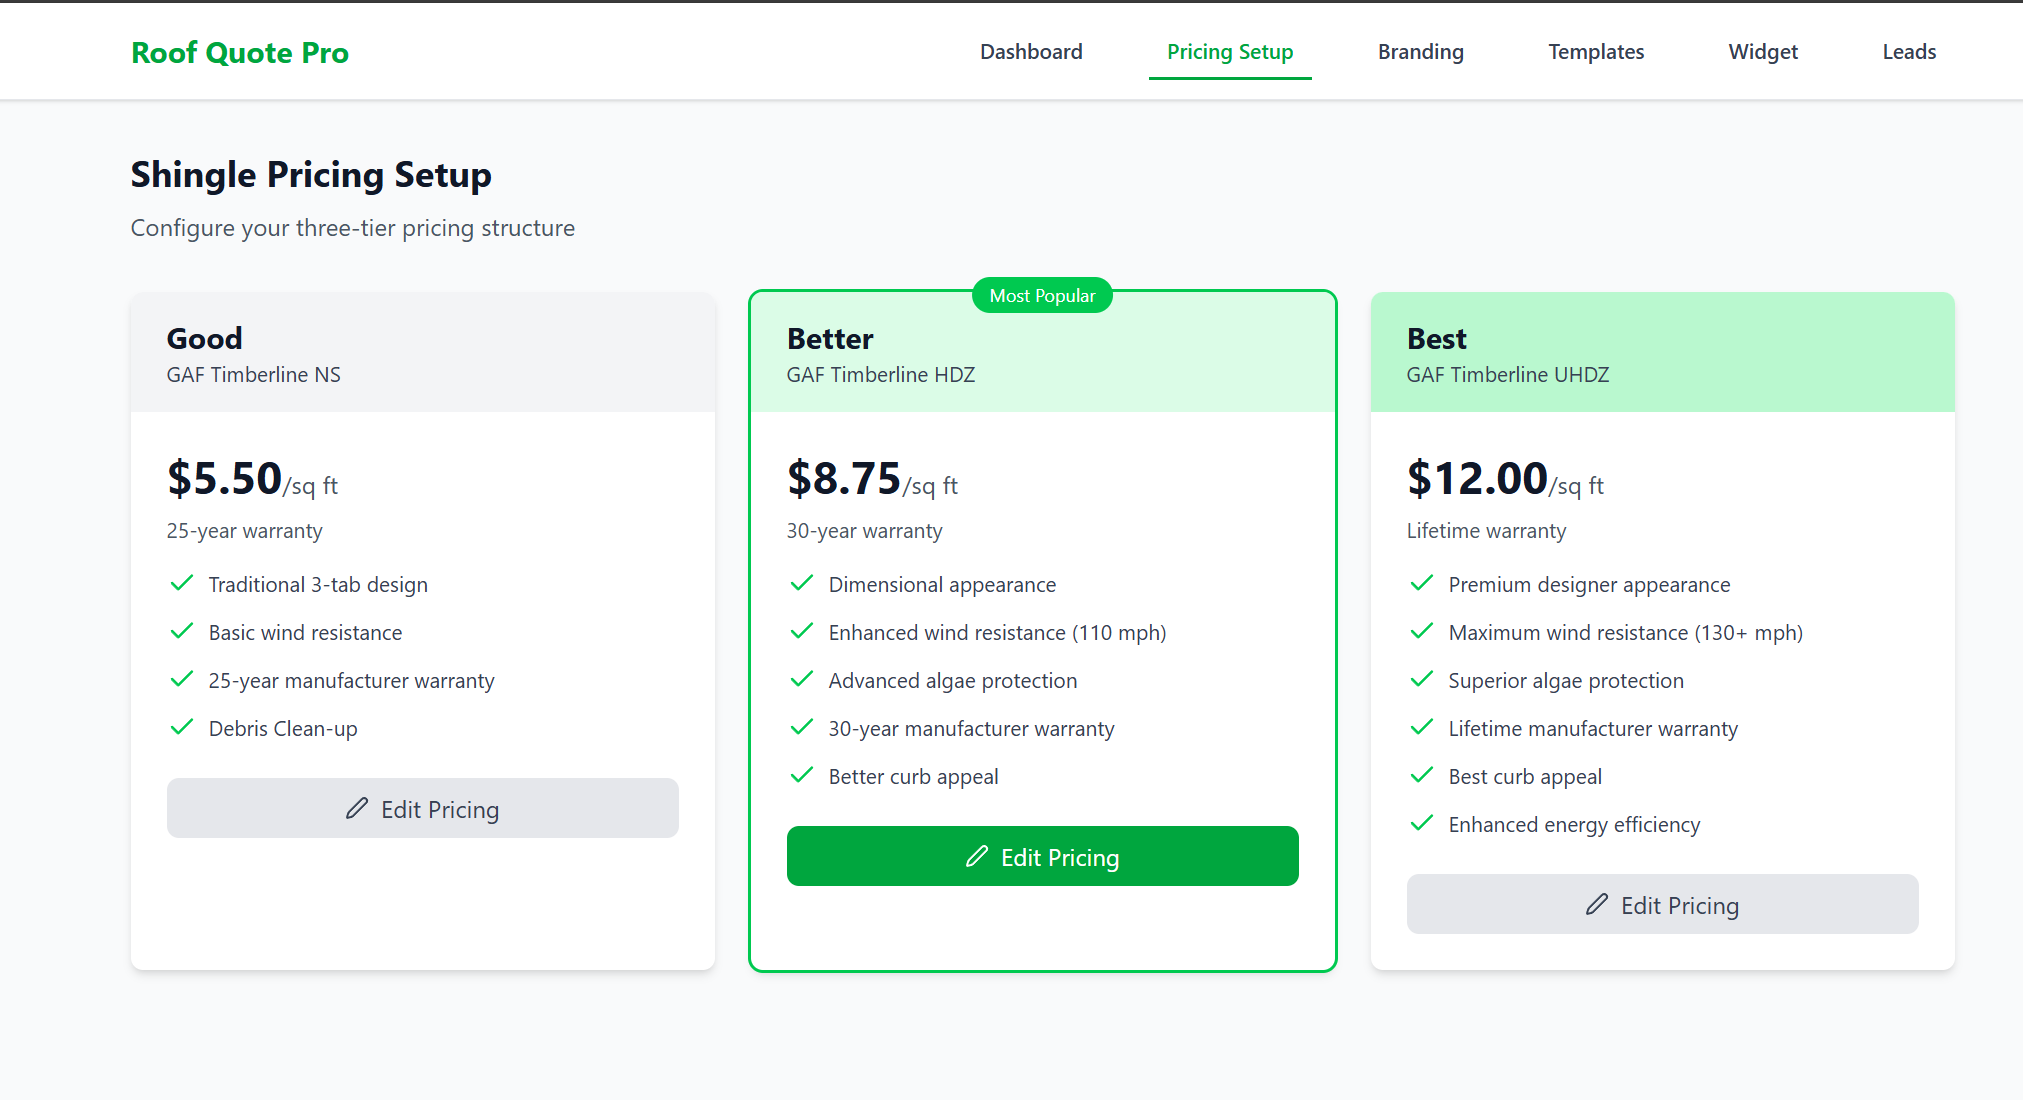 Roof Quote Pro
Dashboard
Pricing Setup
Branding
Templates
Widget
Leads
Shingle Pricing Setup
Configure your three-tier pricing structure
Good
GAF Timberline NS
$5.50/sq ft
25-year warranty
Traditional 3-tab design
Basic wind resistance
25-year manufacturer warranty
Debris Clean-up
Edit Pricing
Most Popular
Better
GAF Timberline HDZ
$8.75/sq ft
30-year warranty
Dimensional appearance
Enhanced wind resistance (110 mph)
Advanced algae protection
30-year manufacturer warranty
Better curb appeal
Edit Pricing
Best
GAF Timberline UHDZ
$12.00/sq ft
Lifetime warranty
Premium designer appearance
Maximum wind resistance (130+ mph)
Superior algae protection
Lifetime manufacturer warranty
Best curb appeal
Enhanced energy efficiency
Edit Pricing